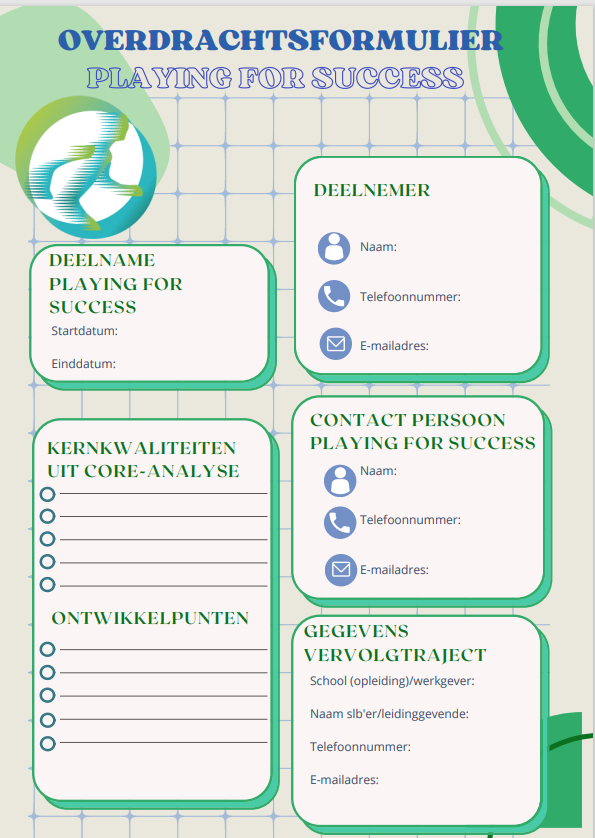 OVERDRACHTSFORMULIER
PLAYING FOR SUCCESS
DEELNAME
PLAYING FOR
SUCCESS
Startdatum:
Einddatum:
DEELNEMER
Naam:
Telefoonnummer:
E-mailadres:
KERNKWALITEITEN
UIT CORE-ANALYSE
ONTWIKKELPUNTEN
CONTACT PERSOON
PLAYING FOR SUCCESS
Naam:
Telefoonnummer:
E-mailadres:
GEGEVENS
VERVOLGTRAJECT
School (opleiding)/werkgever:
Naam slb'er/leidinggevende:
Telefoonnummer:
E-mailadres: